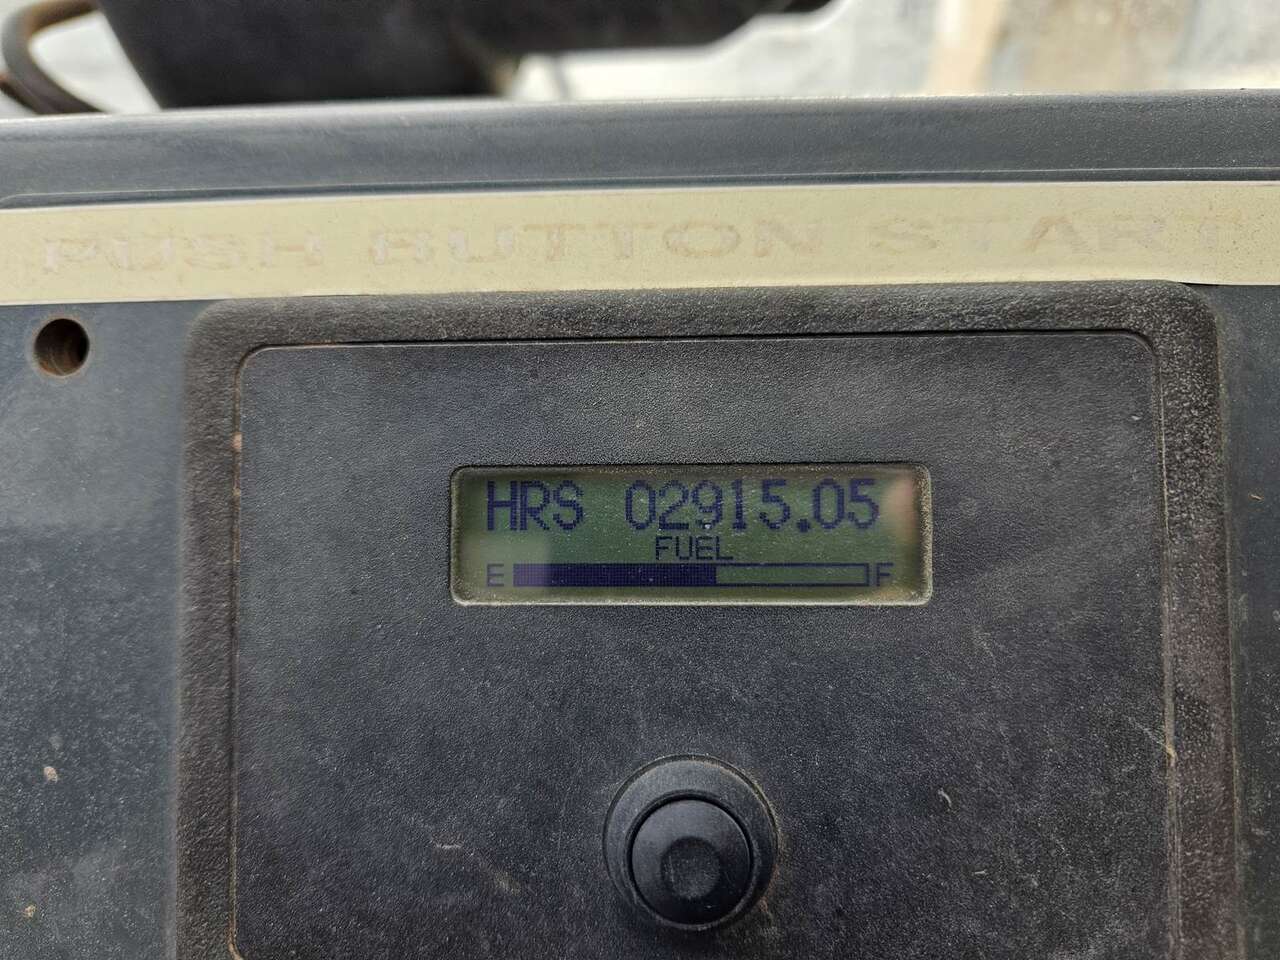 PUSH BUTTON START
HRS 02915.05
FUEL
E F